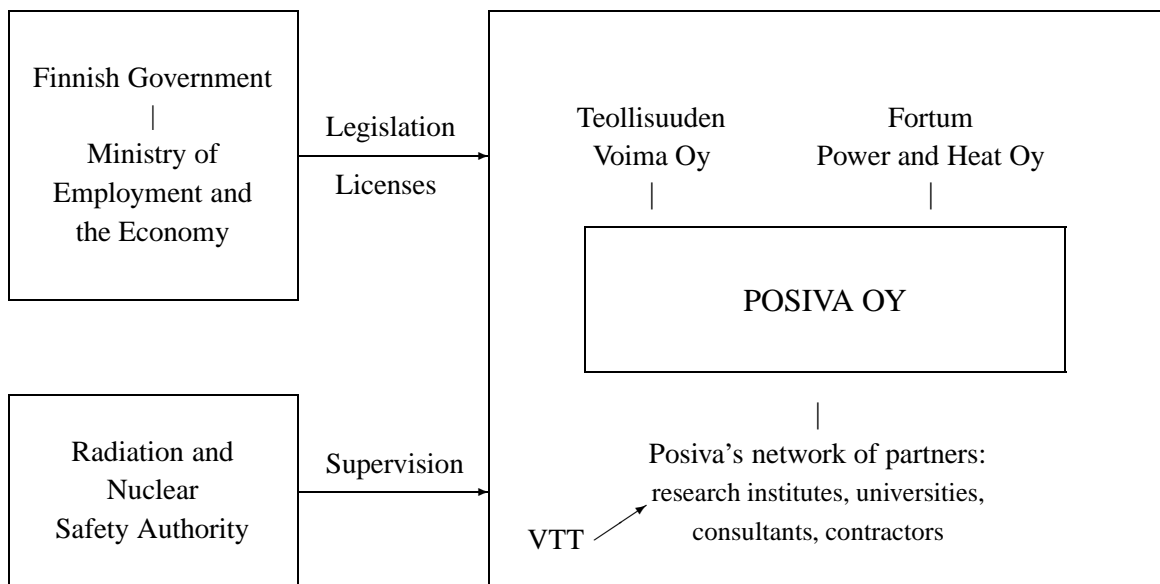 Finnish Government
Ministry of
Employment and
the Economy
Legislation
Licenses
Teollisuuden
Voima Oy
Fortum
Power and Heat Oy
POSIVA OY
Radiation and
Nuclear
Safety Authority
Supervision
Posiva's network of partners:
research institutes, universities,
consultants, contractors
VTT